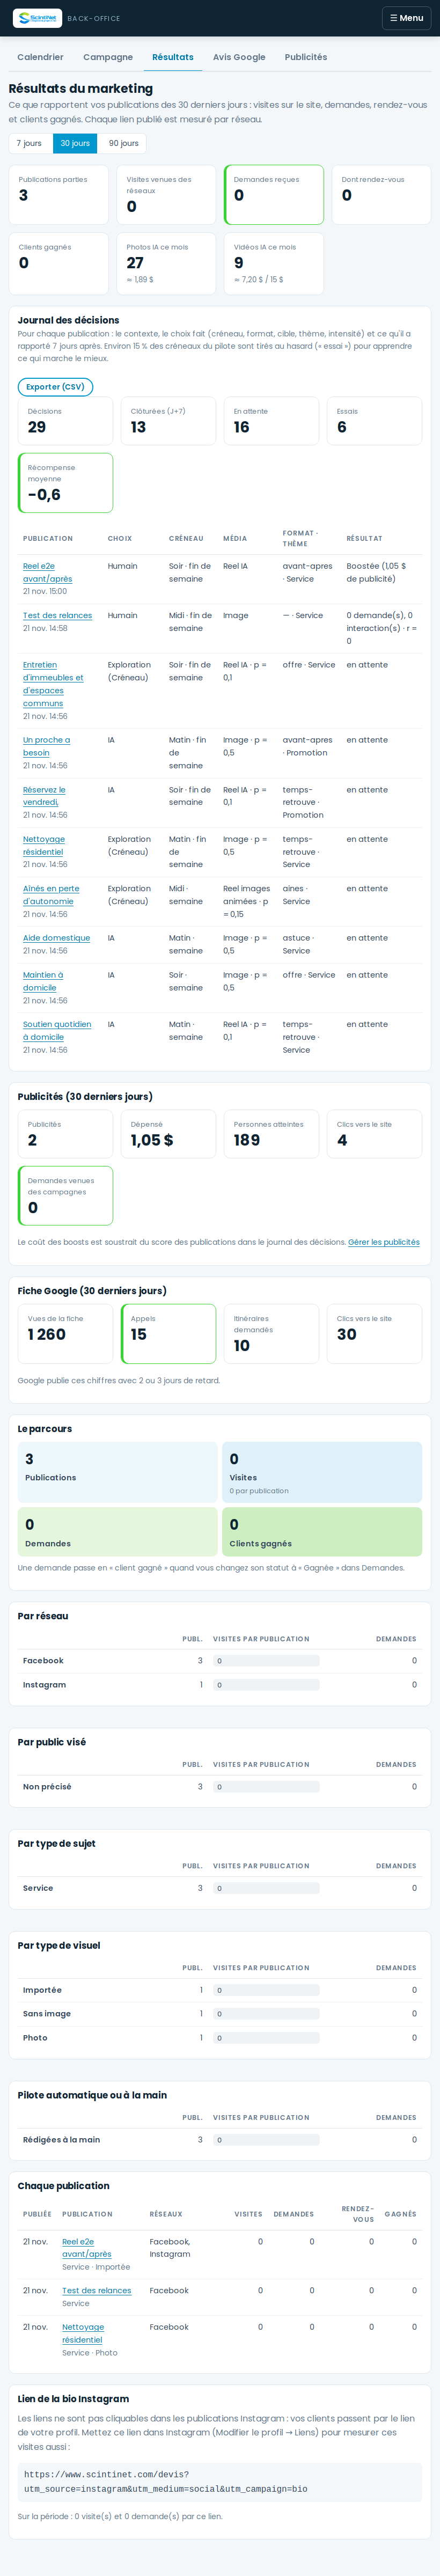 ScintiNet BACK-OFFICE ☰ Menu
Calendrier Campagne Résultats Avis Google Publicités
Résultats du marketing
Ce que rapportent vos publications des 30 derniers jours : visites sur le site, demandes, rendez-vous
et clients gagnés. Chaque lien publié est mesuré par réseau.
7 jours 30 jours 90 jours
Publications parties
3
Visites venues des
réseaux
0
Demandes reçues
0
Dont rendez-vous
0
Clients gagnés
0
Photos IA ce mois
27
≈ 1,89 $
Vidéos IA ce mois
9
≈ 7,20 $ / 15 $
Journal des décisions
Pour chaque publication : le contexte, le choix fait (créneau, format, cible, thème, intensité) et ce qu'il a
rapporté 7 jours après. Environ 15 % des créneaux du pilote sont tirés au hasard (« essai ») pour apprendre
ce qui marche le mieux.
Exporter (CSV)
Décisions
29
Clôturées (J+7)
13
En attente
16
Essais
6
Récompense
moyenne
-0,6
PUBLICATION CHOIX CRÉNEAU MÉDIA FORMAT ·
THÈME RÉSULTAT
Reel e2e
avant/après
21 nov. 15:00
Humain
Soir · fin de
semaine
Reel IA
avant-apres
· Service
Boostée (1,05 $
de publicité)
Test des relances
21 nov. 14:58
Humain
Midi · fin de
semaine
Image
— · Service
0 demande(s), 0
interaction(s) · r =
0
Entretien
d'immeubles et
d'espaces
communs
21 nov. 14:56
Exploration
(Créneau)
Soir · fin de
semaine
Reel IA · p =
0,1
offre · Service
en attente
Un proche a
besoin
21 nov. 14:56
IA
Matin · fin
de
semaine
Image · p =
0,5
avant-apres
· Promotion
en attente
Réservez le
vendredi,
21 nov. 14:56
IA
Soir · fin de
semaine
Reel IA · p =
0,1
temps-
retrouve ·
Promotion
en attente
Nettoyage
résidentiel
21 nov. 14:56
Exploration
(Créneau)
Matin · fin
de
semaine
Image · p =
0,5
temps-
retrouve ·
Service
en attente
Aînés en perte
d'autonomie
21 nov. 14:56
Exploration
(Créneau)
Midi ·
semaine
Reel images
animées · p
= 0,15
aines ·
Service
en attente
Aide domestique
21 nov. 14:56
IA
Matin ·
semaine
Image · p =
0,5
astuce ·
Service
en attente
Maintien à
domicile
21 nov. 14:56
IA
Soir ·
semaine
Image · p =
0,5
offre · Service
en attente
Soutien quotidien
à domicile
21 nov. 14:56
IA
Matin ·
semaine
Reel IA · p =
0,1
temps-
retrouve ·
Service
en attente
Publicités (30 derniers jours)
Publicités
2
Dépensé
1,05 $
Personnes atteintes
189
Clics vers le site
4
Demandes venues
des campagnes
0
Le coût des boosts est soustrait du score des publications dans le journal des décisions. Gérer les publicités
Fiche Google (30 derniers jours)
Vues de la fiche
1 260
Appels
15
Itinéraires
demandés
10
Clics vers le site
30
Google publie ces chiffres avec 2 ou 3 jours de retard.
Le parcours
3
Publications
0
Visites
0 par publication
0
Demandes
0
Clients gagnés
Une demande passe en « client gagné » quand vous changez son statut à « Gagnée » dans Demandes.
Par réseau
PUBL. VISITES PAR PUBLICATION DEMANDES
Facebook 3 0 0
Instagram 1 0 0
Par public visé
PUBL. VISITES PAR PUBLICATION DEMANDES
Non précisé 3 0 0
Par type de sujet
PUBL. VISITES PAR PUBLICATION DEMANDES
Service 3 0 0
Par type de visuel
PUBL. VISITES PAR PUBLICATION DEMANDES
Importée 1 0 0
Sans image 1 0 0
Photo 1 0 0
Pilote automatique ou à la main
PUBL. VISITES PAR PUBLICATION DEMANDES
Rédigées à la main 3 0 0
Chaque publication
PUBLIÉE PUBLICATION RÉSEAUX VISITES DEMANDES RENDEZ-
VOUS GAGNÉS
21 nov. Reel e2e
avant/après
Service · Importée
Facebook,
Instagram
0 0 0 0
21 nov. Test des relances
Service
Facebook 0 0 0 0
21 nov. Nettoyage
résidentiel
Service · Photo
Facebook 0 0 0 0
Lien de la bio Instagram
Les liens ne sont pas cliquables dans les publications Instagram : vos clients passent par le lien
de votre profil. Mettez ce lien dans Instagram (Modifier le profil → Liens) pour mesurer ces
visites aussi :
https://www.scintinet.com/devis?
utm_source=instagram&utm_medium=social&utm_campaign=bio
Sur la période : 0 visite(s) et 0 demande(s) par ce lien.